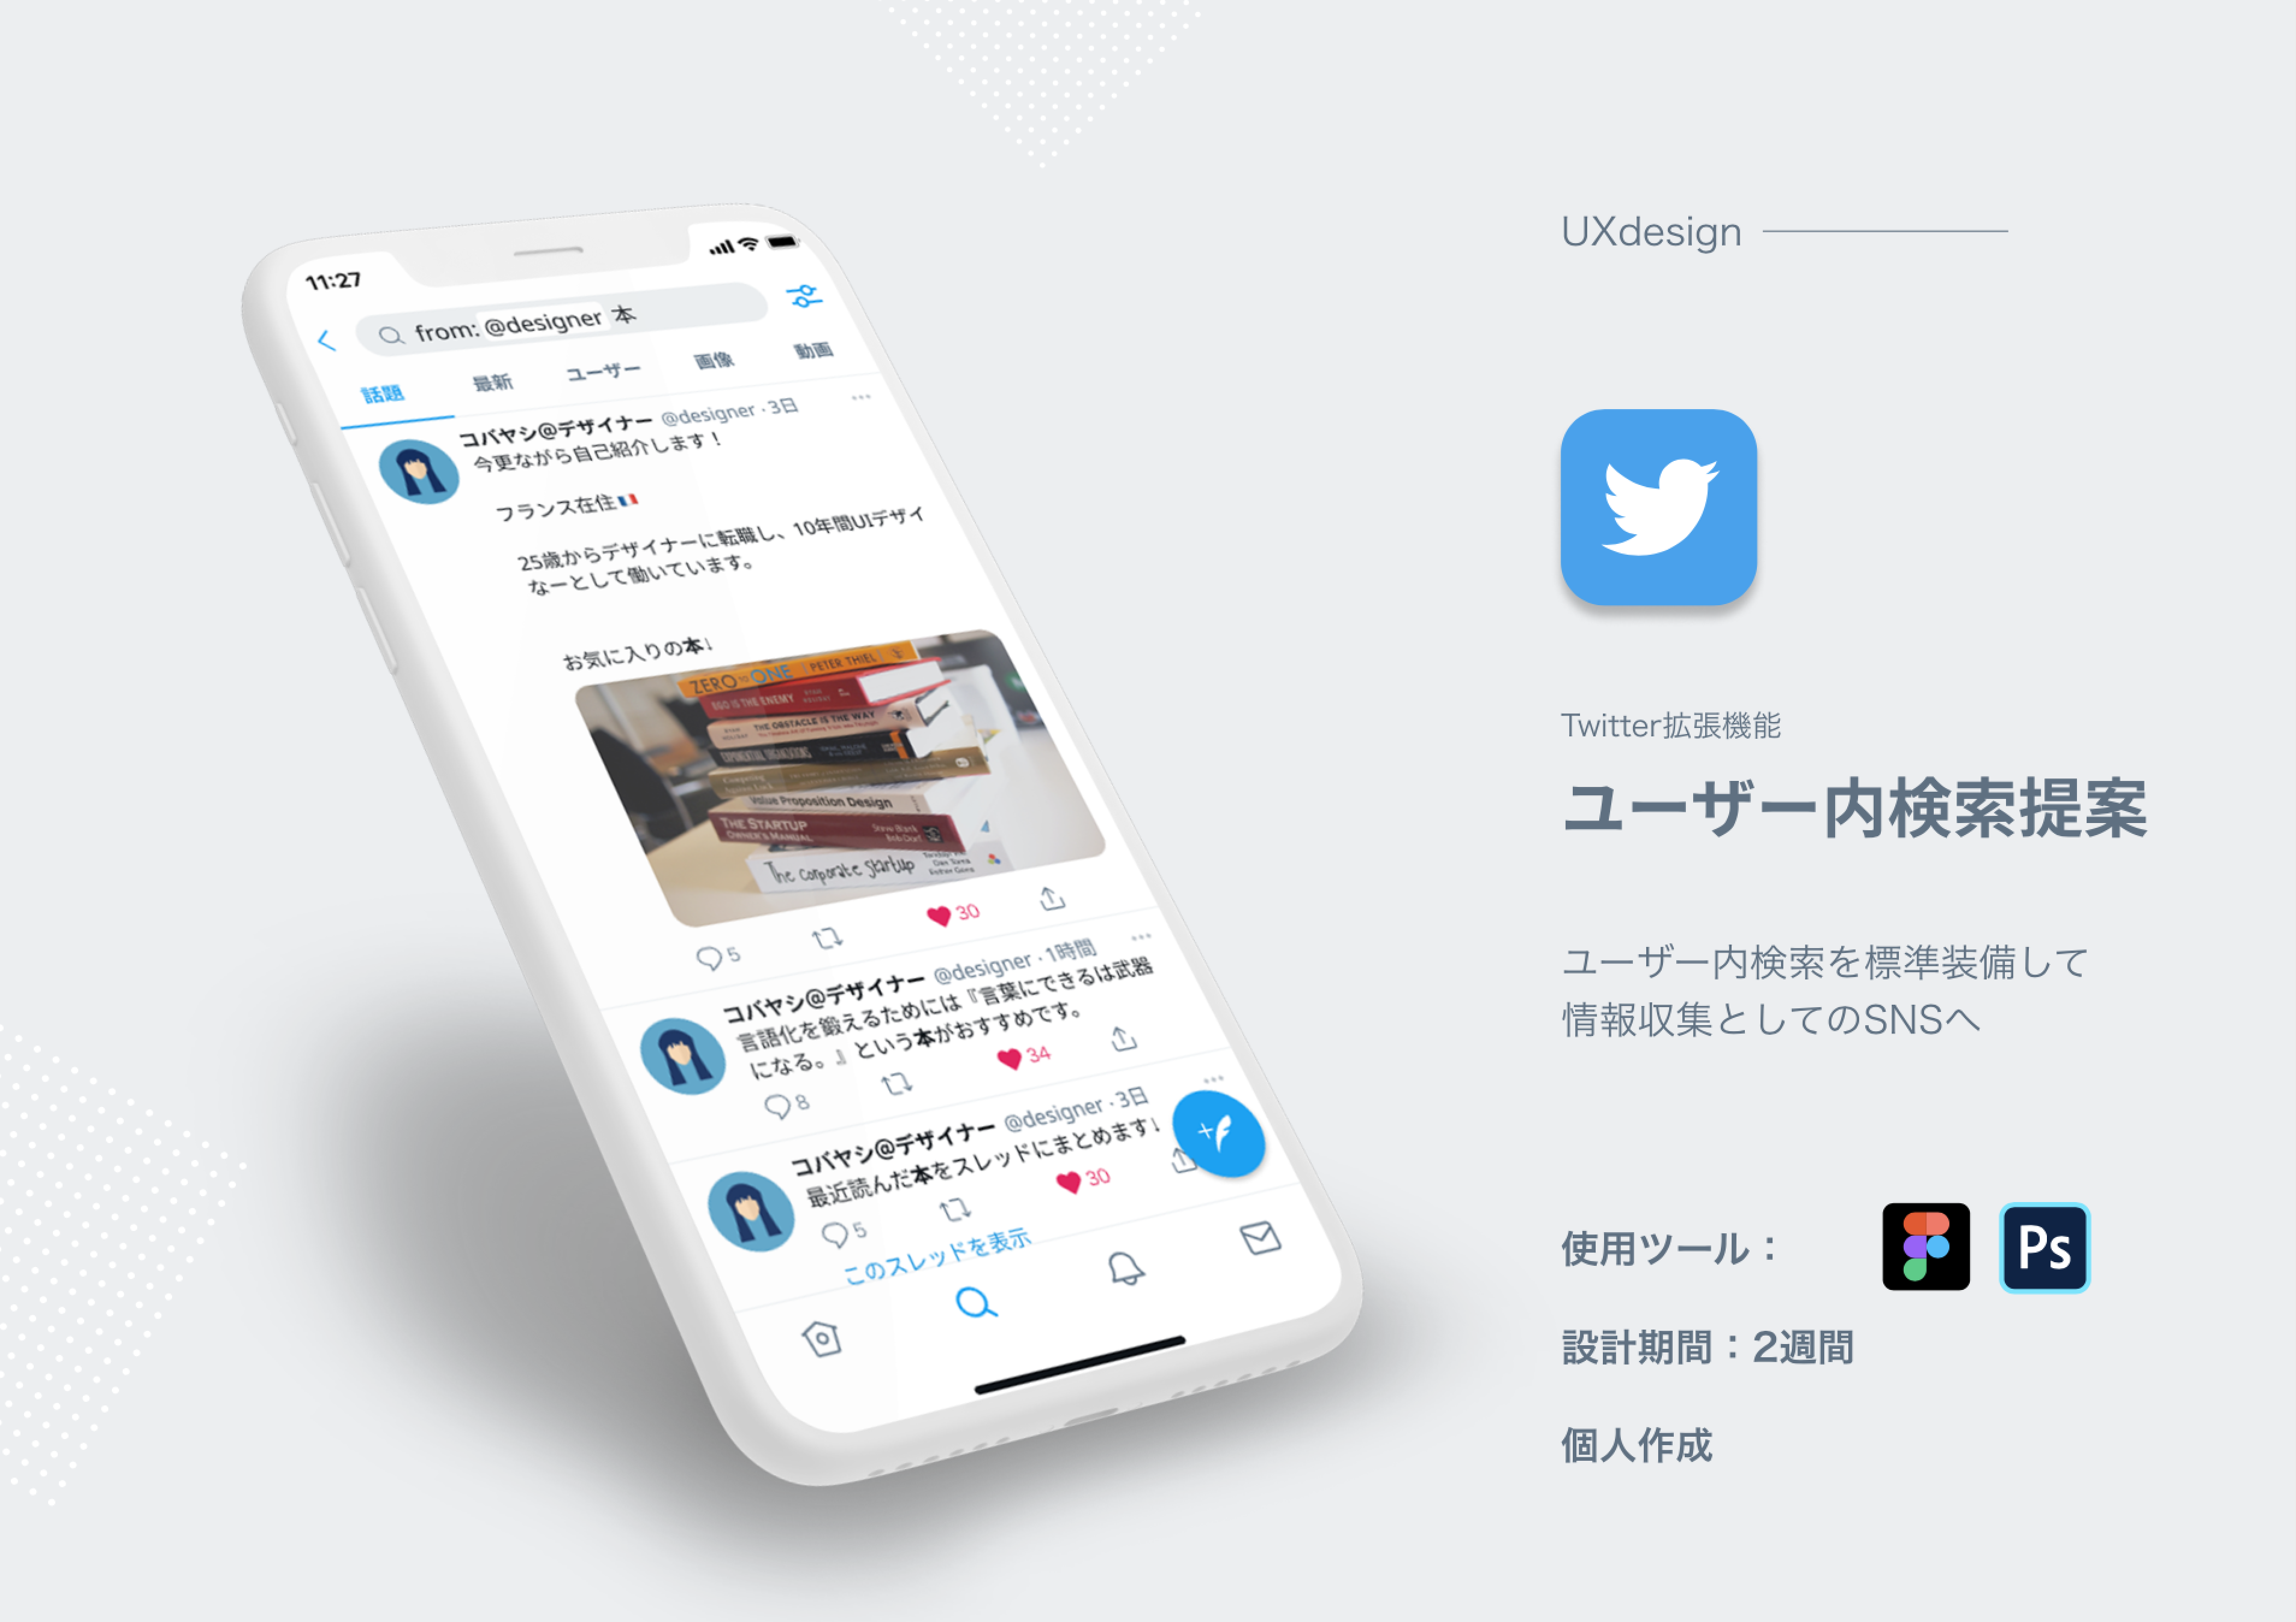 11:27
from: @designer 本
話題 最新 ユーザー 画像 動画
コバヤシ@デザイナー @designer · 3日
今更ながら自己紹介します！
フランス在住🇫🇷
25歳からデザイナーに転職し、10年間UIデザイ
なーとして働いています。
お気に入りの本↓
ZERO TO ONE PETER THIEL
EGO IS THE ENEMY RYAN HOLIDAY
RYAN HOLIDAY THE OBSTACLE IS THE WAY
EXPONENTIAL ORGANIZATIONS
Competing Against Luck
Value Proposition Design
THE STARTUP OWNER'S MANUAL Steve Blank Bob Dorf
The corporate startup
5 30
コバヤシ@デザイナー @designer · 1時間
言語化を鍛えるためには『言葉にできるは武器
になる。』という本がおすすめです。
8 34
コバヤシ@デザイナー @designer · 3日
最近読んだ本をスレッドにまとめます↓
5 30
このスレッドを表示
UXdesign
Twitter拡張機能
ユーザー内検索提案
ユーザー内検索を標準装備して
情報収集としてのSNSへ
使用ツール： Ps
設計期間：2週間
個人作成